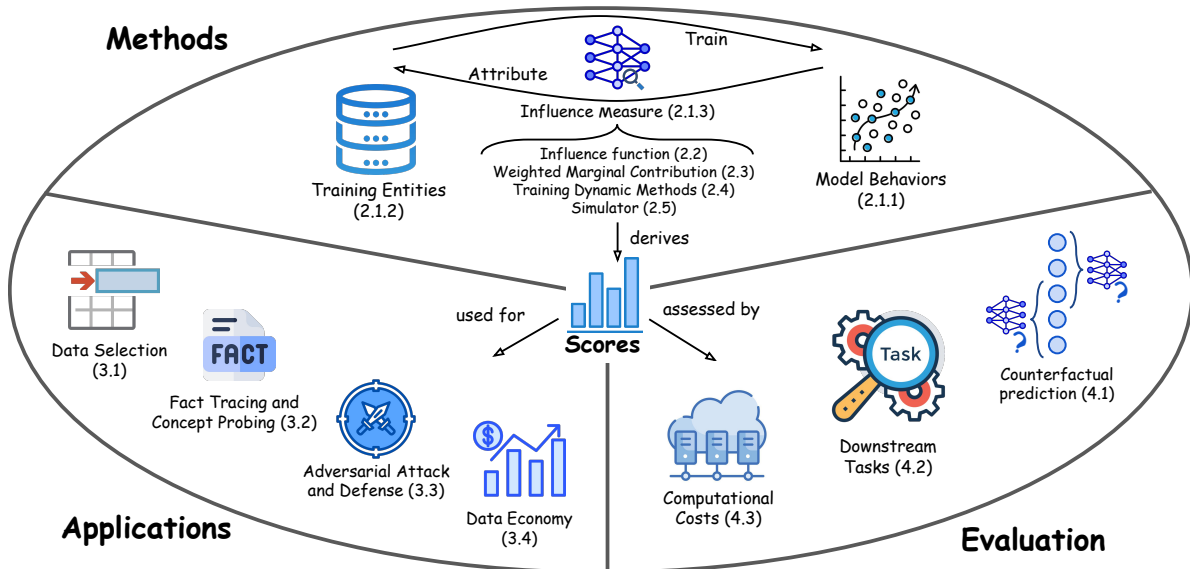 Methods
Train
Attribute
Influence Measure (2.1.3)
Influence function (2.2)
Weighted Marginal Contribution (2.3)
Training Dynamic Methods (2.4)
Simulator (2.5)
Training Entities
(2.1.2)
Model Behaviors
(2.1.1)
derives
used for
assessed by
Scores
Data Selection
(3.1)
FACT
Fact Tracing and
Concept Probing (3.2)
Adversarial Attack
and Defense (3.3)
$
Data Economy
(3.4)
Applications
Computational
Costs (4.3)
Task
Downstream
Tasks (4.2)
?
?
Counterfactual
prediction (4.1)
Evaluation